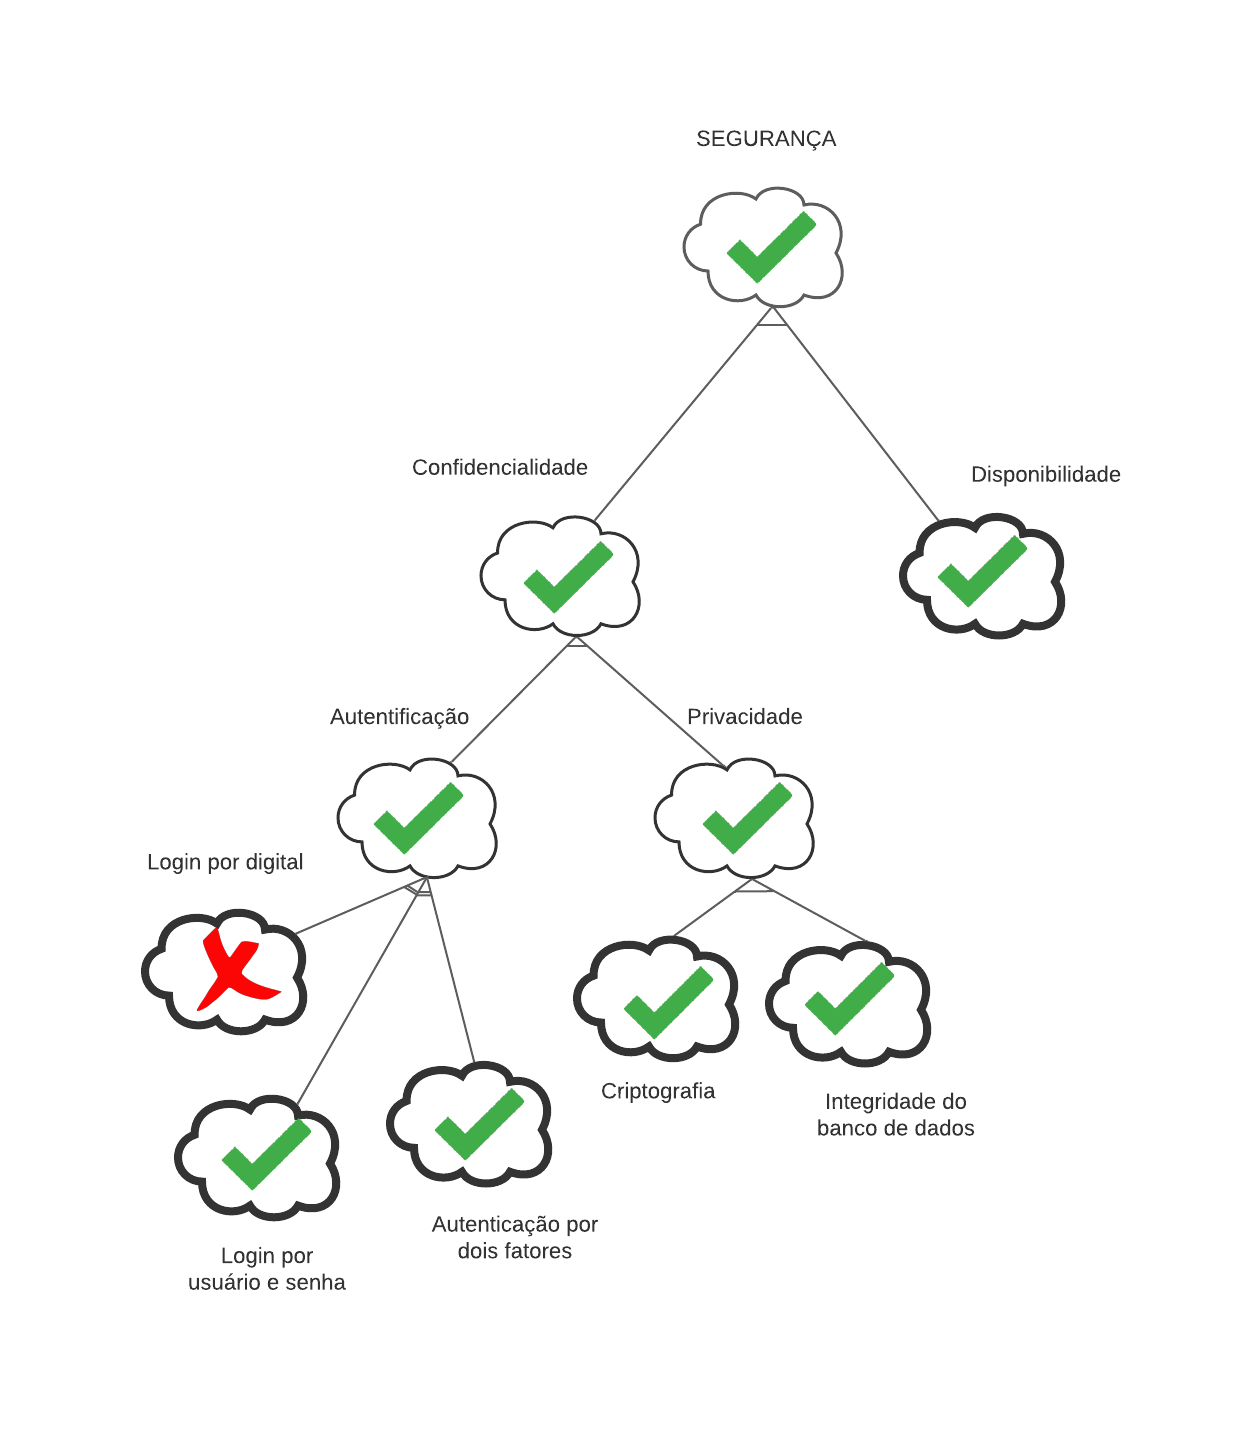 SEGURANÇA
Confidencialidade
Disponibilidade
Autentificação
Privacidade
Login por digital
Criptografia
Integridade do
banco de dados
Autenticação por
dois fatores
Login por
usuário e senha